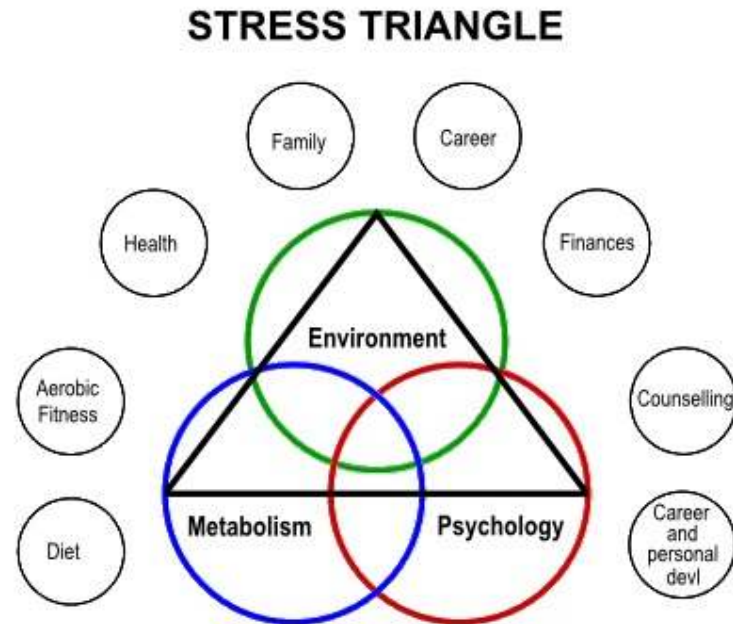 STRESS TRIANGLE
Family
Career
Health
Finances
Environment
Aerobic
Fitness
Counselling
Metabolism
Psychology
Diet
Career
and
personal
devl